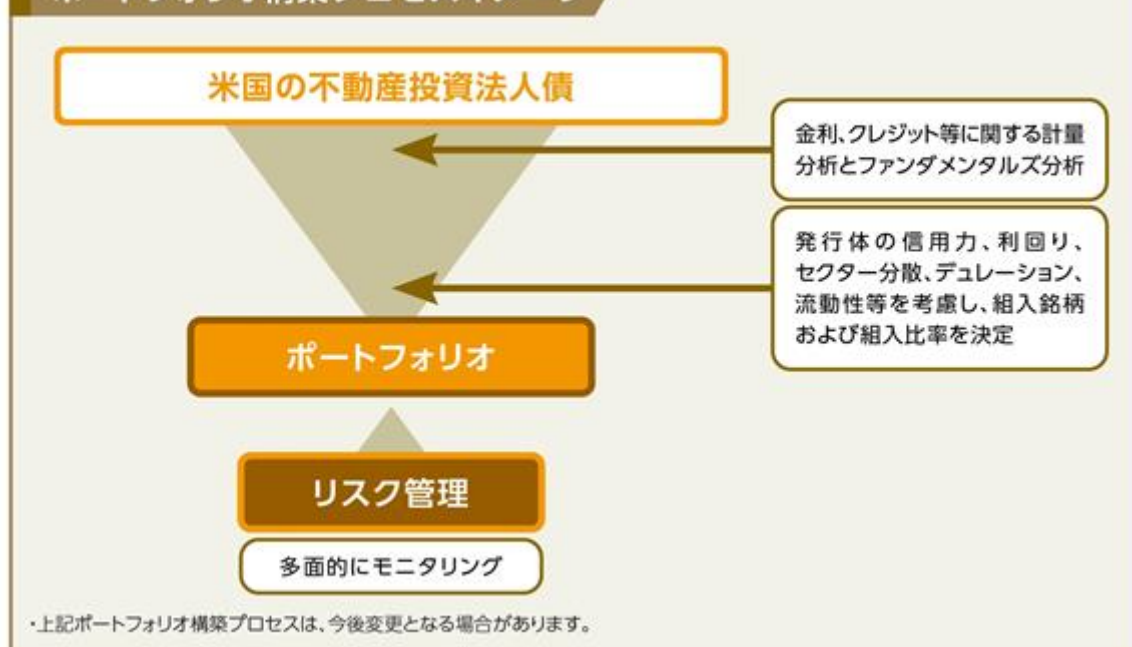 米国の不動産投資法人債
金利、クレジット等に関する計量
分析とファンダメンタルズ分析
発行体の信用力、利回り、
セクター分散、デュレーション、
流動性等を考慮し、組入銘柄
および組入比率を決定
ポートフォリオ
リスク管理
多面的にモニタリング
・上記ポートフォリオ構築プロセスは、今後変更となる場合があります。